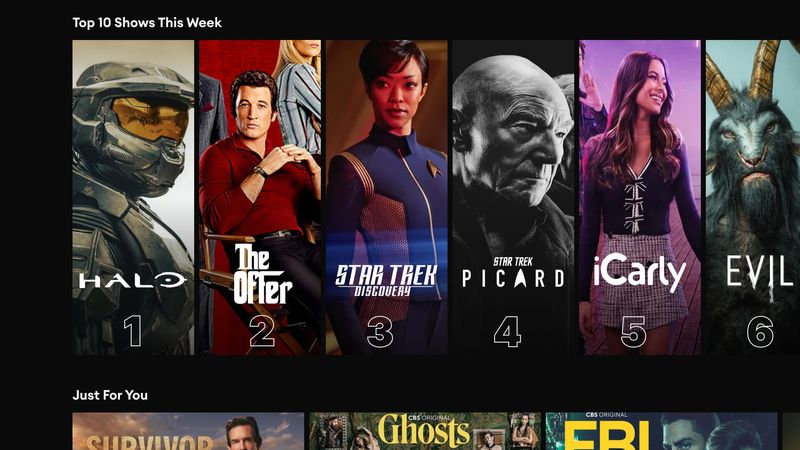 Top 10 Shows This Week
HALO
1
The
Offer
2
STAR TREK
DISCOVERY
3
STAR TREK
PICARD
4
iCarly
5
EVIL
6
Just For You
SURVIVOR
CBS ORIGINAL
Ghosts
CBS ORIGINAL
FBI